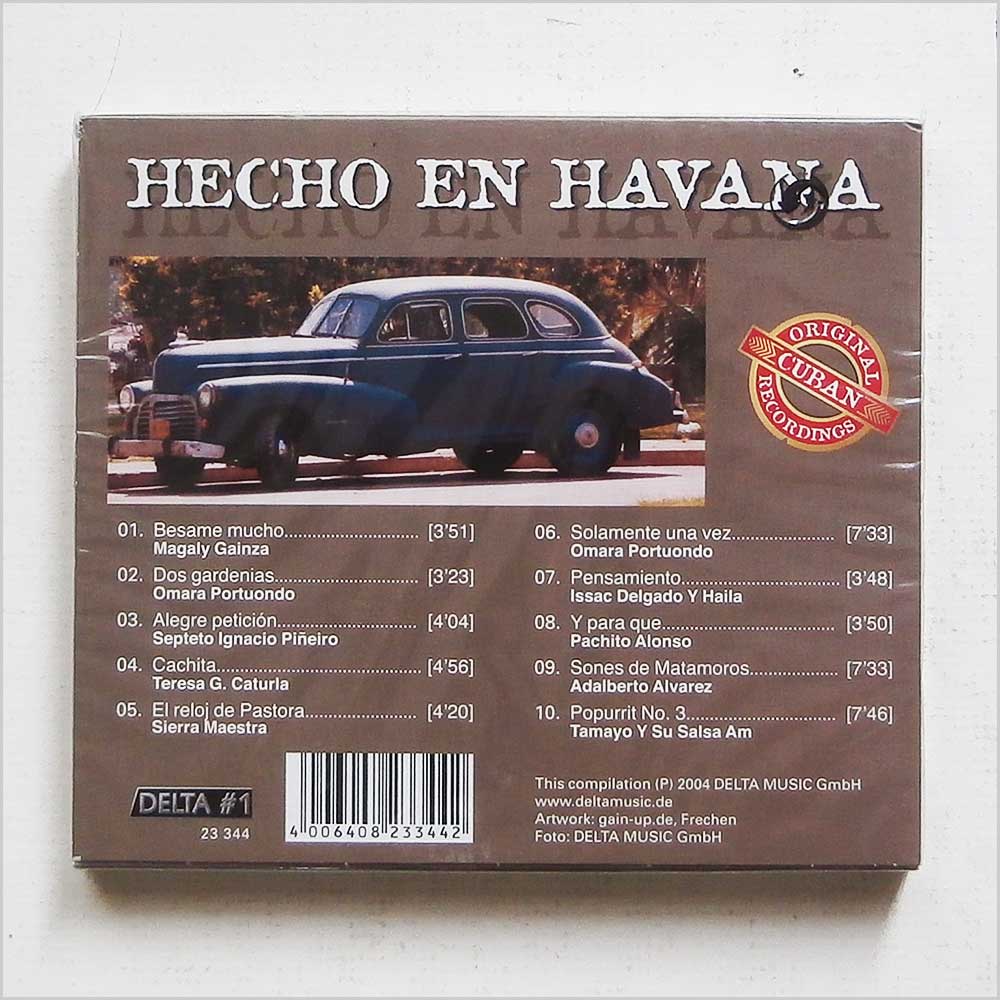 HECHO EN HAVANA
ORIGINAL
CUBAN
RECORDINGS
01. Besame mucho........................... [3'51]
Magaly Gainza
02. Dos gardenias............................. [3'23]
Omara Portuondo
03. Alegre petición............................ [4'04]
Septeto Ignacio Piñeiro
04. Cachita......................................... [4'56]
Teresa G. Caturla
05. El reloj de Pastora...................... [4'20]
Sierra Maestra
06. Solamente una vez..................... [7'33]
Omara Portuondo
07. Pensamiento................................ [3'48]
Issac Delgado Y Haila
08. Y para que................................... [3'50]
Pachito Alonso
09. Sones de Matamoros................. [7'33]
Adalberto Alvarez
10. Popurrit No. 3.............................. [7'46]
Tamayo Y Su Salsa Am
DELTA #1
23 344
4 006408 233442
This compilation (P) 2004 DELTA MUSIC GmbH
www.deltamusic.de
Artwork: gain-up.de, Frechen
Foto: DELTA MUSIC GmbH